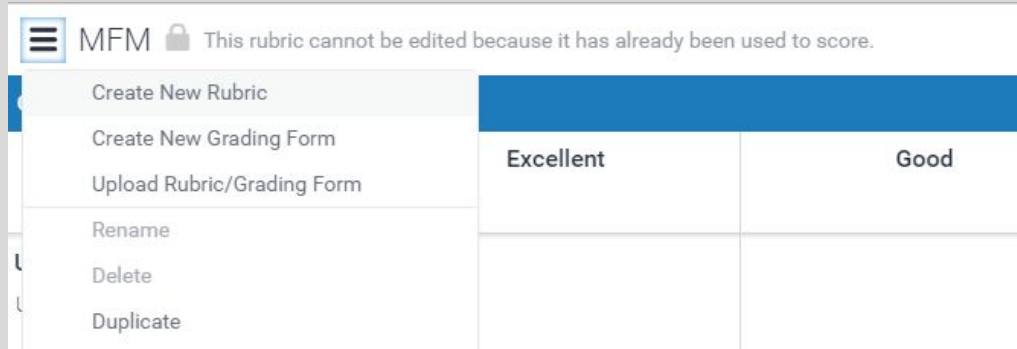 MFM This rubric cannot be edited because it has already been used to score.
Create New Rubric
Create New Grading Form
Upload Rubric/Grading Form
Rename
Delete
Duplicate
Excellent Good